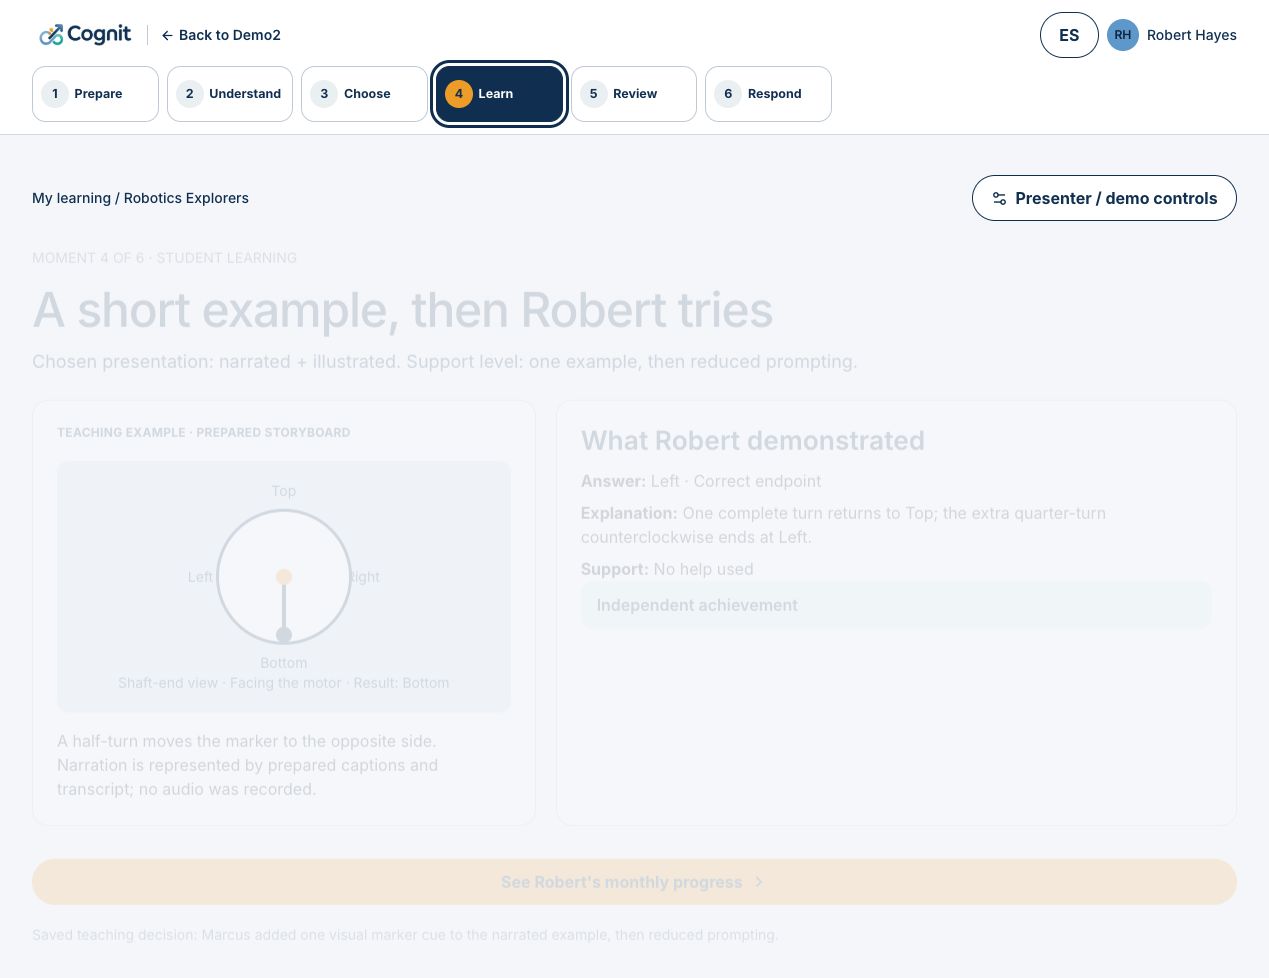 Cognit
← Back to Demo2
ES
RH
Robert Hayes
1 Prepare
2 Understand
3 Choose
4 Learn
5 Review
6 Respond
My learning / Robotics Explorers
Presenter / demo controls
MOMENT 4 OF 6 · STUDENT LEARNING
A short example, then Robert tries
Chosen presentation: narrated + illustrated. Support level: one example, then reduced prompting.
TEACHING EXAMPLE · PREPARED STORYBOARD
Top
Left
ight
Bottom
Shaft-end view · Facing the motor · Result: Bottom
A half-turn moves the marker to the opposite side.
Narration is represented by prepared captions and
transcript; no audio was recorded.
What Robert demonstrated
Answer: Left · Correct endpoint
Explanation: One complete turn returns to Top; the extra quarter-turn
counterclockwise ends at Left.
Support: No help used
Independent achievement
See Robert's monthly progress
Saved teaching decision: Marcus added one visual marker cue to the narrated example, then reduced prompting.